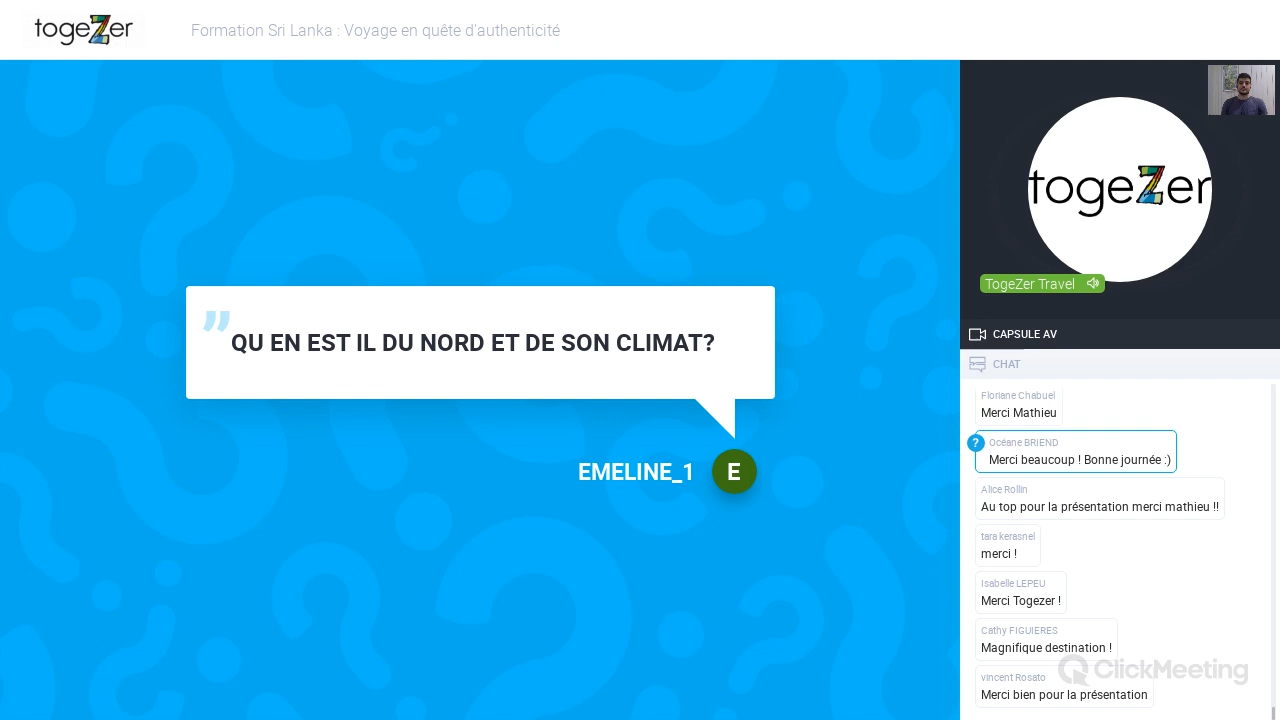 togeZer
Formation Sri Lanka : Voyage en quête d'authenticité
QU EN EST IL DU NORD ET DE SON CLIMAT?
EMELINE_1
E
togeZer
TogeZer Travel
CAPSULE AV
CHAT
Floriane Chabuel
Merci Mathieu
?
Océane BRIEND
Merci beaucoup ! Bonne journée :)
Alice Rollin
Au top pour la présentation merci mathieu !!
tara kerasnel
merci !
Isabelle LEPEU
Merci Togezer !
Cathy FIGUIERES
Magnifique destination !
ClickMeeting
vincent Rosato
Merci bien pour la présentation